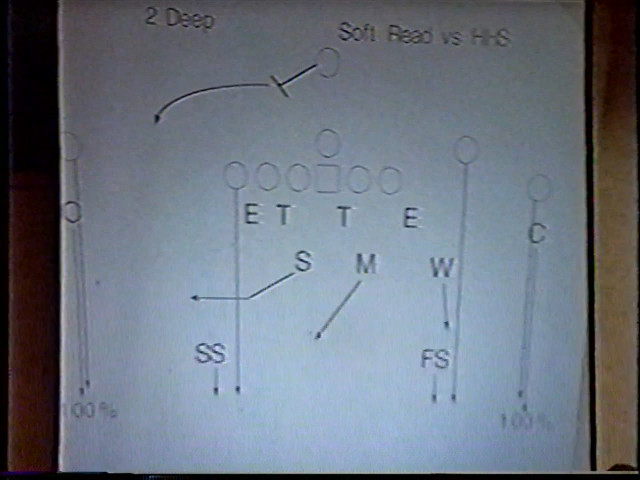 2 Deep
Soft Read vs HHS
E T T E
C C
S M W
SS FS
100% 100%